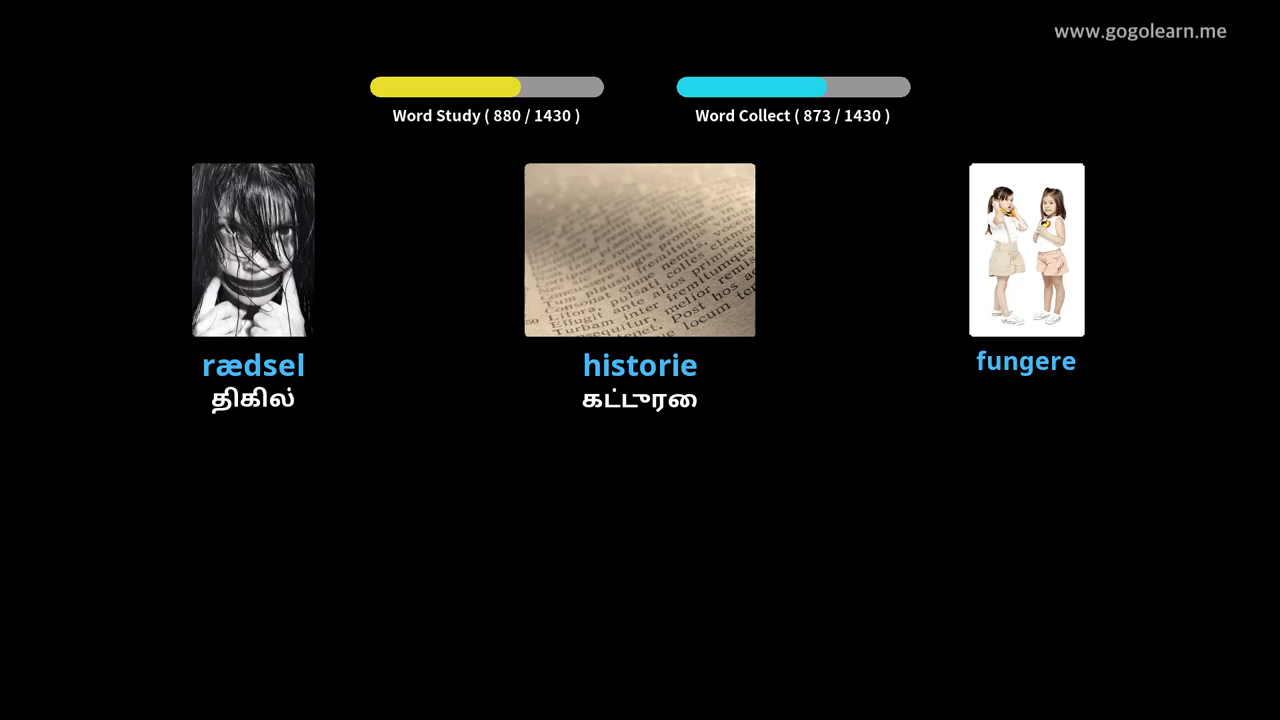 www.gogolearn.me
Word Study ( 880 / 1430 )
Word Collect ( 873 / 1430 )
rædsel
historie
fungere
திகில்
கட்டுரை